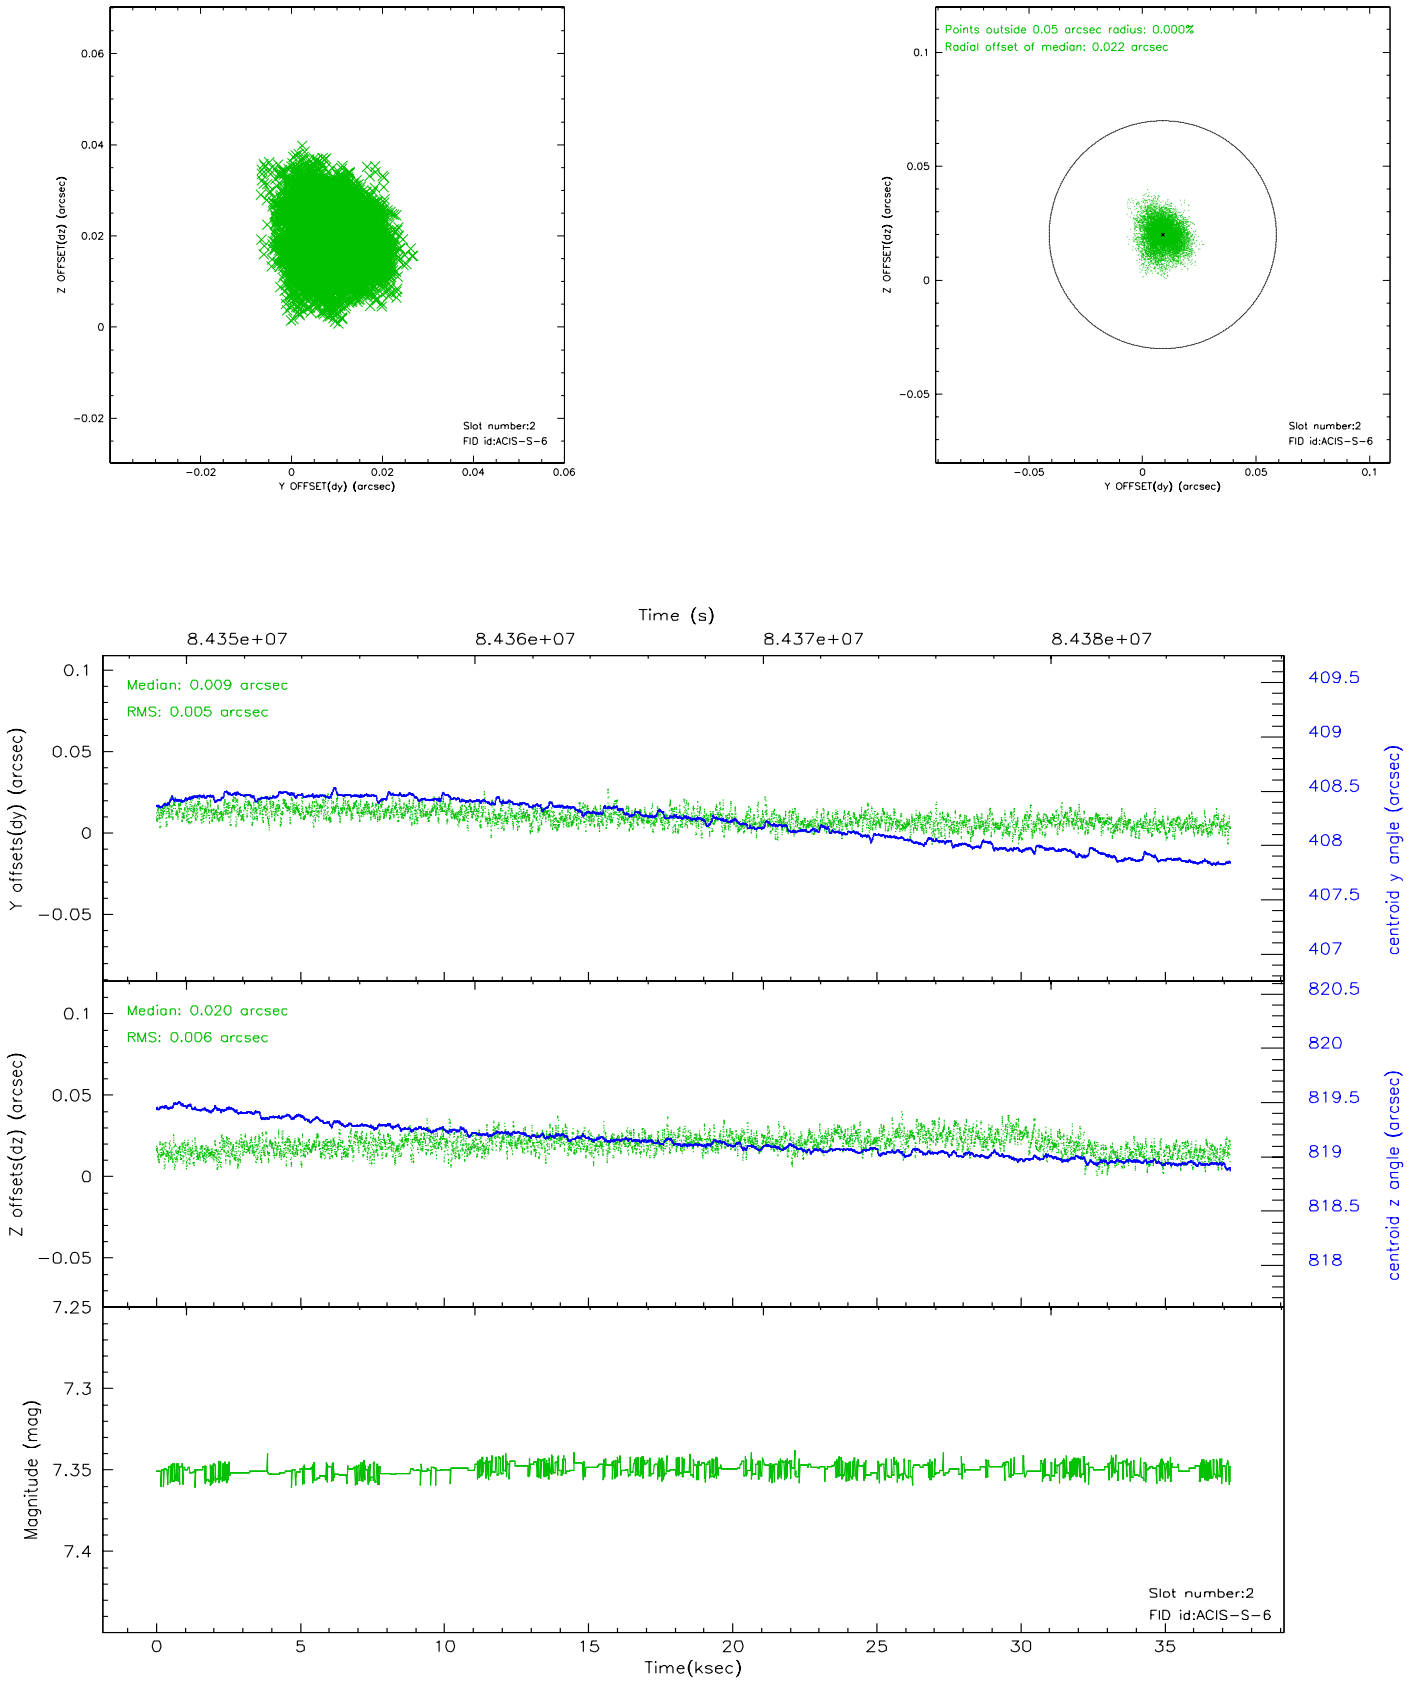 0.06
0.04
0.02
0
−0.02
Z OFFSET(dz) (arcsec)
Slot number:2
FID id:ACIS−S−6
−0.02 0 0.02 0.04 0.06
Y OFFSET(dy) (arcsec)
Points outside 0.05 arcsec radius: 0.000%
Radial offset of median: 0.022 arcsec
0.1
0.05
0
−0.05
Z OFFSET(dz) (arcsec)
Slot number:2
FID id:ACIS−S−6
−0.05 0 0.05 0.1
Y OFFSET(dy) (arcsec)
Time (s)
8.435e+07 8.436e+07 8.437e+07 8.438e+07
Median: 0.009 arcsec
RMS: 0.005 arcsec
0.1
0.05
0
−0.05
Y offsets(dy) (arcsec)
409.5
409
408.5
408
407.5
407
centroid y angle (arcsec)
Median: 0.020 arcsec
RMS: 0.006 arcsec
0.1
0.05
0
−0.05
Z offsets(dz) (arcsec)
820.5
820
819.5
819
818.5
818
centroid z angle (arcsec)
7.25
7.3
7.35
7.4
Magnitude (mag)
Slot number:2
FID id:ACIS−S−6
0 5 10 15 20 25 30 35
Time(ksec)